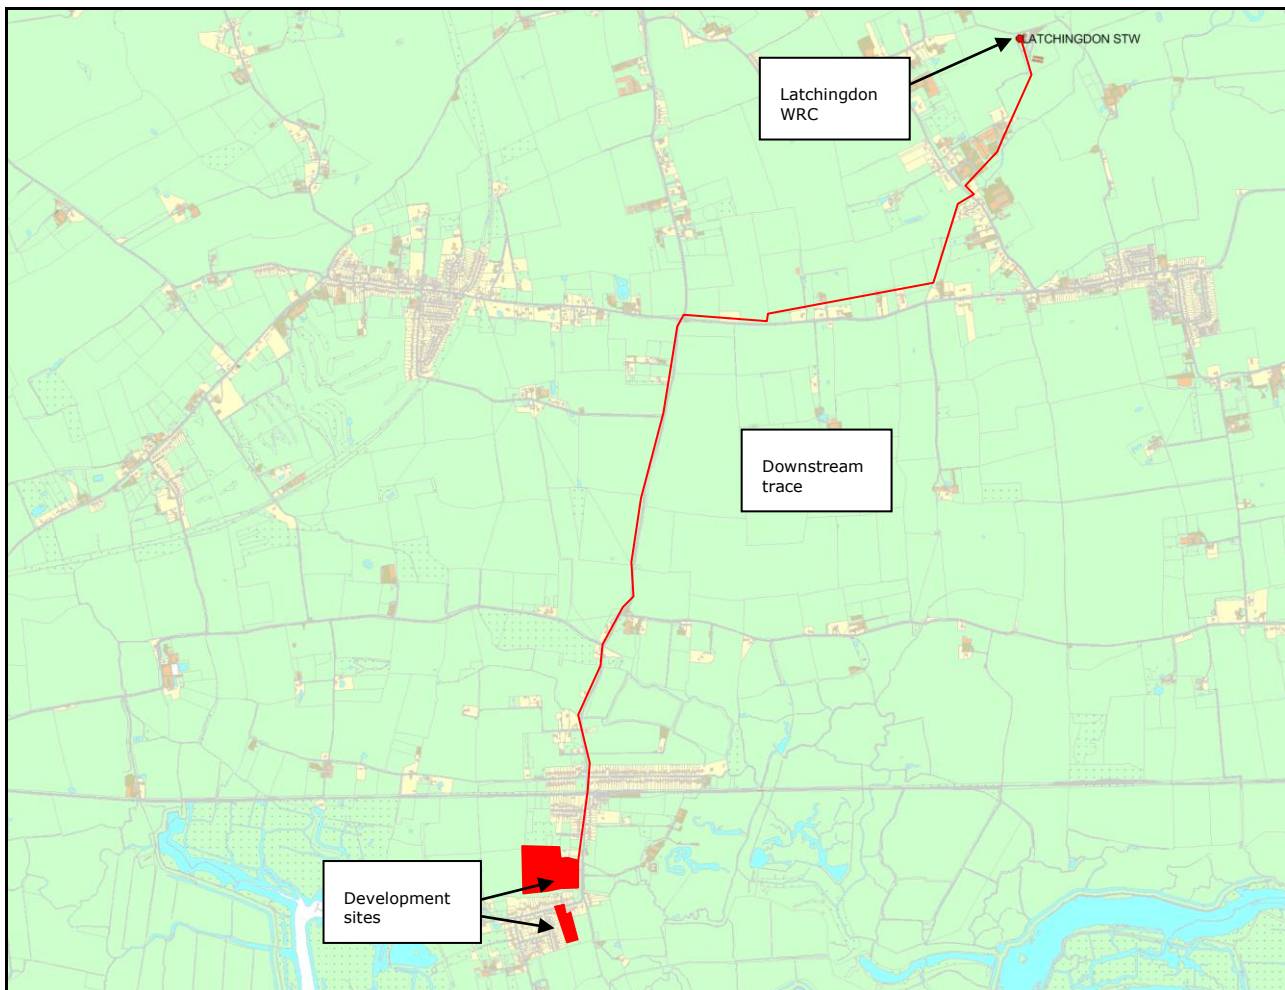 LATCHINGDON STW
Latchingdon
WRC
Downstream
trace
Development
sites